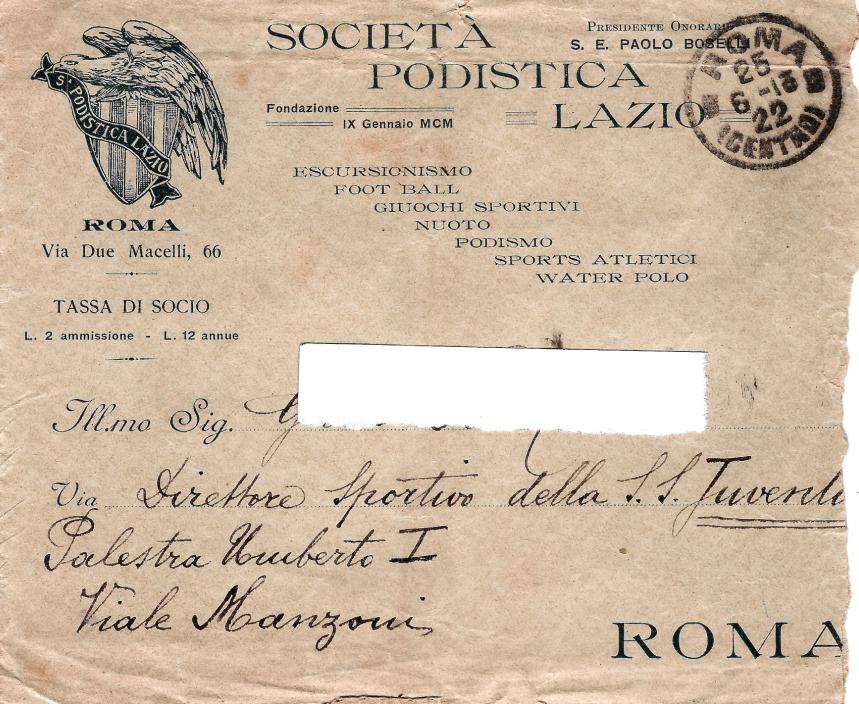 SOCIETÀ
PODISTICA
LAZIO
PRESIDENTE ONORARIO
S. E. PAOLO BOSELLI
Fondazione
IX Gennaio MCM
ROMA
25
6 -13
22
(CENTRO)
S.TA PODISTICA LAZIO
ROMA
Via Due Macelli, 66
TASSA DI SOCIO
L. 2 ammissione - L. 12 annue
ESCURSIONISMO
FOOT BALL
GIUOCHI SPORTIVI
NUOTO
PODISMO
SPORTS ATLETICI
WATER POLO
Ill.mo Sig.
Via Direttore Sportivo della S. S. Juventu
Palestra Umberto I
Viale Manzoni
ROMA